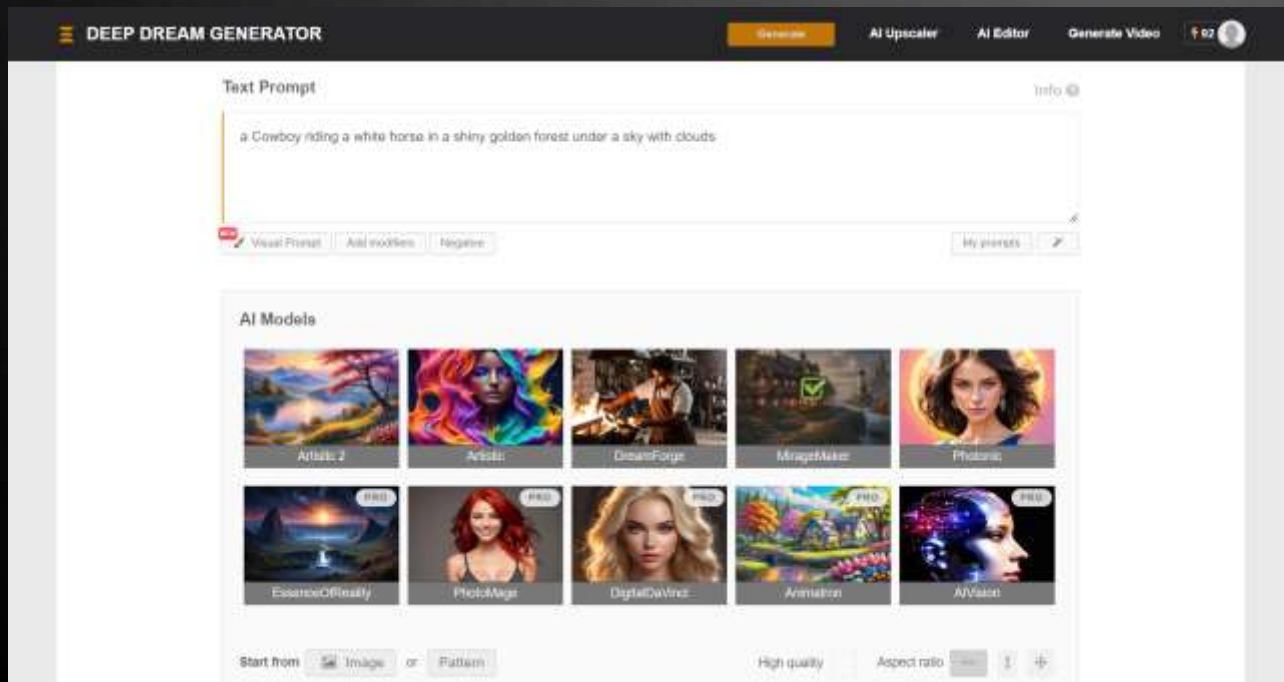 DEEP DREAM GENERATOR
Generate
AI Upscaler
AI Editor
Generate Video
92
Text Prompt
Info
a Cowboy riding a white horse in a shiny golden forest under a sky with clouds
NEW
Visual Prompt
Add modifiers
Negative
My prompts
AI Models
Artistic 2
Artistic
DreamForge
MirageMaker
Photonic
PRO
PRO
PRO
PRO
PRO
EssenceOfReality
PhotoMage
DigitalDaVinci
Animatron
AIVision
Start from
Image
or
Pattern
High quality
Aspect ratio